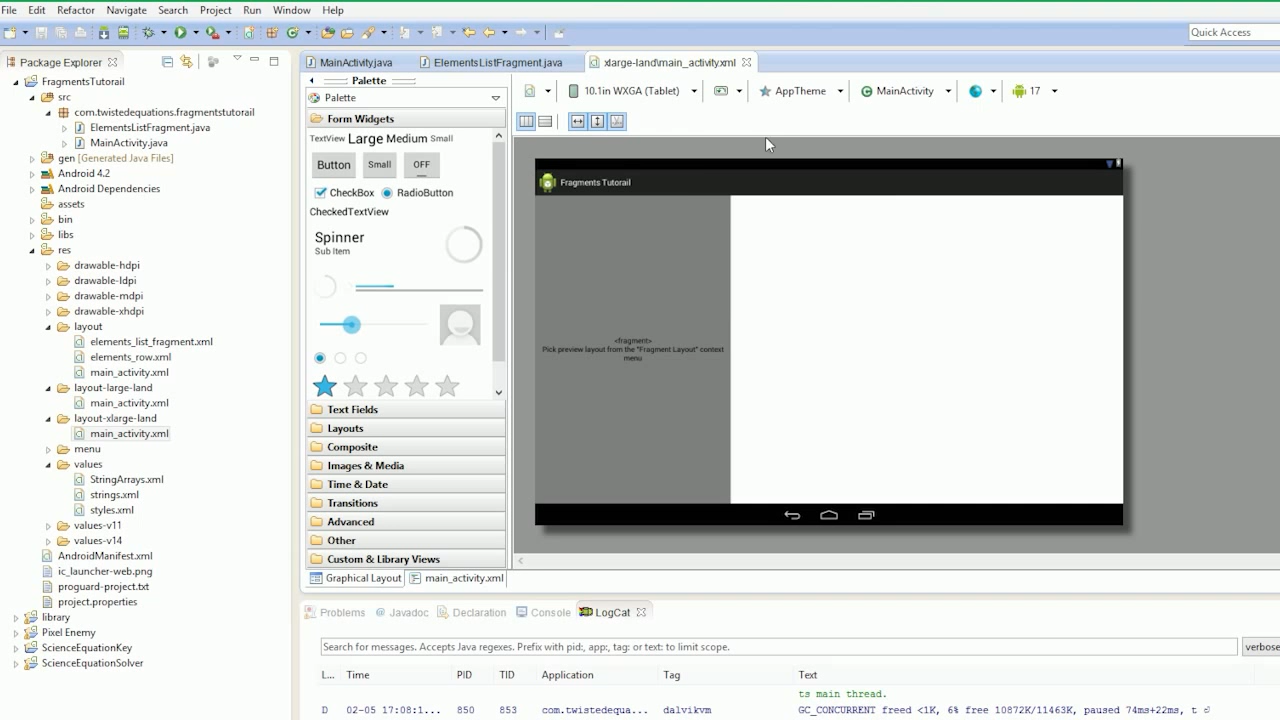 File Edit Refactor Navigate Search Project Run Window Help
Quick Access
Package Explorer
FragmentsTutorail
src
com.twistedequations.fragmentstutorail
ElementsListFragment.java
MainActivity.java
gen [Generated Java Files]
Android 4.2
Android Dependencies
assets
bin
libs
res
drawable-hdpi
drawable-ldpi
drawable-mdpi
drawable-xhdpi
layout
elements_list_fragment.xml
elements_row.xml
main_activity.xml
layout-large-land
main_activity.xml
layout-xlarge-land
main_activity.xml
menu
values
StringArrays.xml
strings.xml
styles.xml
values-v11
values-v14
AndroidManifest.xml
ic_launcher-web.png
proguard-project.txt
project.properties
library
Pixel Enemy
ScienceEquationKey
ScienceEquationSolver
MainActivity.java
ElementsListFragment.java
xlarge-land\main_activity.xml
Palette
Palette
Form Widgets
TextView Large Medium Small
Button Small OFF
CheckBox RadioButton
CheckedTextView
Spinner
Sub Item
Text Fields
Layouts
Composite
Images & Media
Time & Date
Transitions
Advanced
Other
Custom & Library Views
Graphical Layout main_activity.xml
10.1in WXGA (Tablet) AppTheme MainActivity 17
Fragments Tutorail
<fragment>
Pick preview layout from the "Fragment Layout" context
menu
Problems Javadoc Declaration Console LogCat
Search for messages. Accepts Java regexes. Prefix with pid:, app:, tag: or text: to limit scope.
verbose
L... Time PID TID Application Tag Text
ts main thread.
D 02-05 17:08:1... 850 853 com.twistedequa... dalvikvm GC_CONCURRENT freed <1K, 6% free 10872K/11463K, paused 74ms+22ms, t